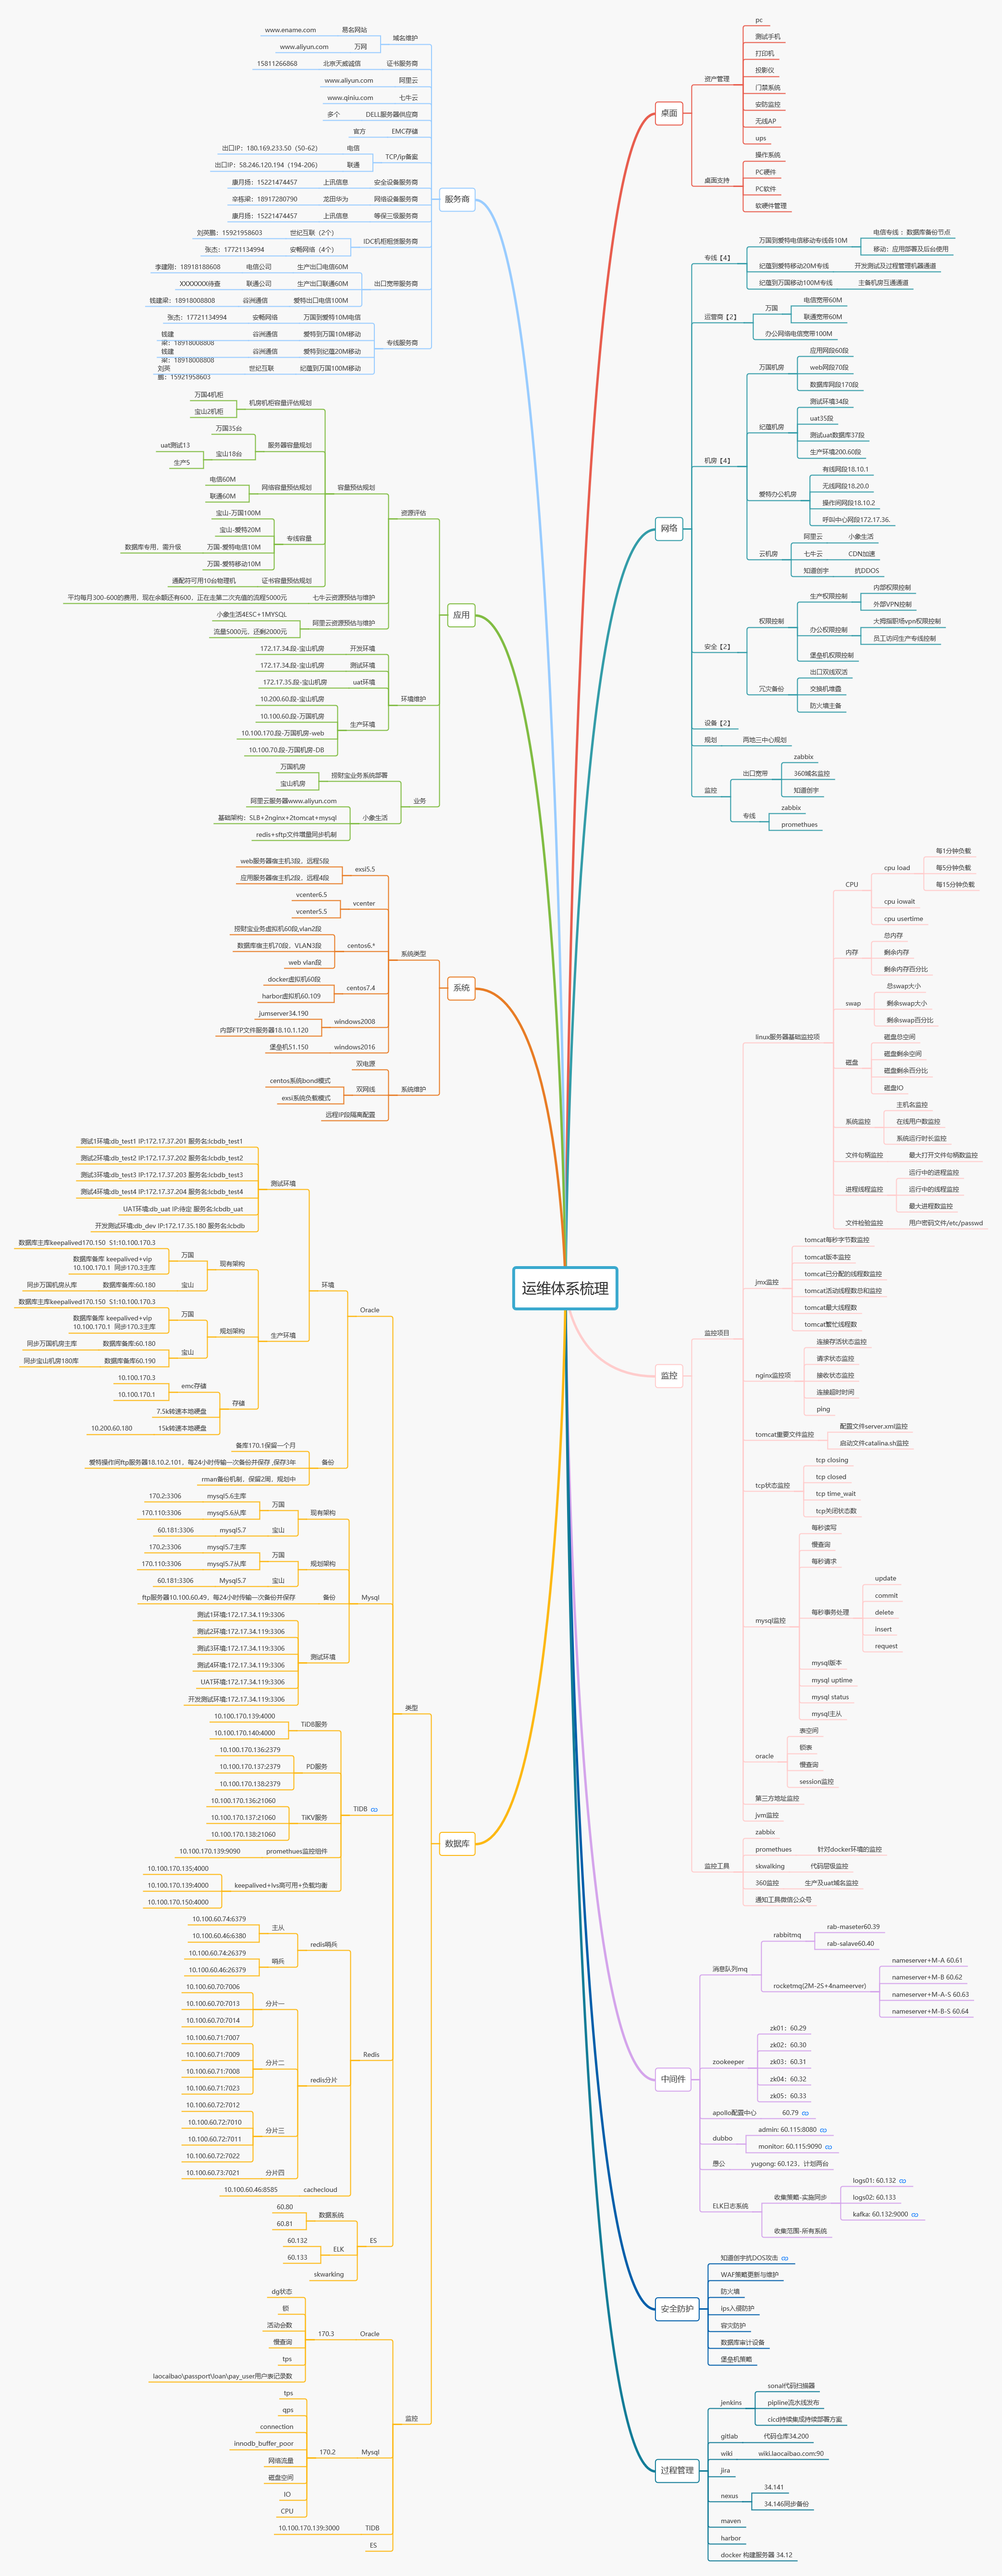 运维体系梳理
服务商
域名维护
易名网站
www.ename.com
万网
www.aliyun.com
证书服务商
北京天威诚信
15811266868
阿里云
www.aliyun.com
七牛云
www.qiniu.com
DELL服务器供应商
多个
EMC存储
官方
TCP/ip备案
电信
出口IP：180.169.233.50（50-62）
联通
出口IP：58.246.120.194（194-206）
安全设备服务商
上讯信息
康月扬：15221474457
网络设备服务商
龙田华为
辛栋梁：18917280790
等保三级服务商
上讯信息
康月扬：15221474457
IDC机柜租赁服务商
世纪互联（2个）
刘英鹏：15921958603
安畅网络（4个）
张杰：17721134994
出口宽带服务商
生产出口电信60M
电信公司
李建刚：18918188608
生产出口联通60M
联通公司
XXXXXXX待查
爱特出口电信100M
谷洲通信
钱建梁：18918008808
专线服务商
万国到爱特10M电信
安畅网络
张杰：17721134994
爱特到万国10M移动
谷洲通信
钱建
梁：18918008808
爱特到纪蕴20M移动
谷洲通信
钱建
梁：18918008808
纪蕴到万国100M移动
世纪互联
刘英
鹏：15921958603
应用
资源评估
容量预估规划
机房机柜容量评估规划
万国4机柜
宝山2机柜
服务器容量规划
万国35台
宝山18台
uat测试13
生产5
网络容量预估规划
电信60M
联通60M
专线容量
宝山-万国100M
宝山-爱特20M
万国-爱特电信10M
数据库专用，需升级
万国-爱特移动10M
证书容量预估规划
通配符可用10台物理机
七牛云资源预估与维护
平均每月300-600的费用，现在余额还有600，正在走第二次充值的流程5000元
阿里云资源预估与维护
小象生活4ESC+1MYSQL
流量5000元，还剩2000元
环境维护
开发环境
172.17.34.段-宝山机房
测试环境
172.17.34.段-宝山机房
uat环境
172.17.35.段-宝山机房
生产环境
10.200.60.段-宝山机房
10.100.60.段-万国机房
10.100.170.段-万国机房-web
10.100.70.段-万国机房-DB
业务
捞财宝业务系统部署
万国机房
宝山机房
小象生活
阿里云服务器www.aliyun.com
基础架构：SLB+2nginx+2tomcat+mysql
redis+sftp文件增量同步机制
系统
系统类型
exsi5.5
web服务器宿主机3段，远程5段
应用服务器宿主机2段，远程4段
vcenter
vcenter6.5
vcenter5.5
centos6.*
捞财宝业务虚拟机60段,vlan2段
数据库宿主机70段，VLAN3段
web vlan段
centos7.4
docker虚拟机60段
harbor虚拟机60.109
windows2008
jumserver34.190
内部FTP文件服务器18.10.1.120
windows2016
堡垒机51.150
系统维护
双电源
双网线
centos系统bond模式
exsi系统负载模式
远程IP段隔离配置
数据库
类型
Oracle
环境
测试环境
测试1环境:db_test1 IP:172.17.37.201 服务名:lcbdb_test1
测试2环境:db_test2 IP:172.17.37.202 服务名:lcbdb_test2
测试3环境:db_test3 IP:172.17.37.203 服务名:lcbdb_test3
测试4环境:db_test4 IP:172.17.37.204 服务名:lcbdb_test4
UAT环境:db_uat IP:待定 服务名:lcbdb_uat
开发测试环境:db_dev IP:172.17.35.180 服务名:lcbdb
生产环境
现有架构
万国
数据库主库keepalived170.150 S1:10.100.170.3
数据库备库 keepalived+vip
10.100.170.1 同步170.3主库
宝山
数据库备库:60.180
同步万国机房从库
规划架构
万国
数据库主库keepalived170.150 S1:10.100.170.3
数据库备库 keepalived+vip
10.100.170.1 同步170.3主库
宝山
数据库备库:60.180
同步万国机房主库
数据库备库60.190
同步宝山机房180库
存储
emc存储
10.100.170.3
10.100.170.1
7.5k转速本地硬盘
15k转速本地硬盘
10.200.60.180
备份
备库170.1保留一个月
爱特操作间ftp服务器18.10.2.101，每24小时传输一次备份并保存 ,保存3年
rman备份机制，保留2周，规划中
Mysql
现有架构
万国
mysql5.6主库
170.2:3306
mysql5.6从库
170.110:3306
宝山
mysql5.7
60.181:3306
规划架构
万国
mysql5.7主库
170.2:3306
mysql5.7从库
170.110:3306
宝山
Mysql5.7
60.181:3306
备份
ftp服务器10.100.60.49，每24小时传输一次备份并保存
测试环境
测试1环境:172.17.34.119:3306
测试2环境:172.17.34.119:3306
测试3环境:172.17.34.119:3306
测试4环境:172.17.34.119:3306
UAT环境:172.17.34.119:3306
开发测试环境:172.17.34.119:3306
TIDB
TIDB服务
10.100.170.139:4000
10.100.170.140:4000
PD服务
10.100.170.136:2379
10.100.170.137:2379
10.100.170.138:2379
TiKV服务
10.100.170.136:21060
10.100.170.137:21060
10.100.170.138:21060
promethues监控组件
10.100.170.139:9090
keepalived+lvs高可用+负载均衡
10.100.170.135;4000
10.100.170.139:4000
10.100.170.150:4000
Redis
redis哨兵
主从
10.100.60.74:6379
10.100.60.46:6380
哨兵
10.100.60.74:26379
10.100.60.46:26379
redis分片
分片一
10.100.60.70:7006
10.100.60.70:7013
10.100.60.70:7014
分片二
10.100.60.71:7007
10.100.60.71:7009
10.100.60.71:7008
10.100.60.71:7023
分片三
10.100.60.72:7012
10.100.60.72:7010
10.100.60.72:7011
10.100.60.72:7022
分片四
10.100.60.73:7021
cachecloud
10.100.60.46:8585
ES
数据系统
60.80
60.81
ELK
60.132
60.133
skwarking
监控
Oracle
170.3
dg状态
锁
活动会数
慢查询
tps
laocaibao\passport\loan\pay_user用户表记录数
Mysql
170.2
tps
qps
connection
innodb_buffer_poor
网络流量
磁盘空间
IO
CPU
TIDB
10.100.170.139:3000
ES
桌面
资产管理
pc
测试手机
打印机
投影仪
门禁系统
安防监控
无线AP
ups
桌面支持
操作系统
PC硬件
PC软件
软硬件管理
网络
专线【4】
万国到爱特电信移动专线各10M
电信专线 ：数据库备份节点
移动：应用部署及后台使用
纪蕴到爱特移动20M专线
开发测试及过程管理机器通道
纪蕴到万国移动100M专线
主备机房互通通道
运营商【2】
万国
电信宽带60M
联通宽带60M
办公网络电信宽带100M
机房【4】
万国机房
应用网段60段
web网段70段
数据库网段170段
纪蕴机房
测试环境34段
uat35段
测试uat数据库37段
生产环境200.60段
爱特办公机房
有线网段18.10.1
无线网段18.20.0
操作间网段18.10.2
呼叫中心网段172.17.36.
云机房
阿里云
小象生活
七牛云
CDN加速
知道创宇
抗DDOS
安全【2】
权限控制
生产权限控制
内部权限控制
外部VPN控制
办公权限控制
大拇指职场vpn权限控制
员工访问生产专线控制
堡垒机权限控制
冗灾备份
出口双线双活
交换机堆叠
防火墙主备
设备【2】
规划
两地三中心规划
监控
出口宽带
zabbix
360域名监控
知道创宇
专线
zabbix
promethues
监控
监控项目
linux服务器基础监控项
CPU
cpu load
每1分钟负载
每5分钟负载
每15分钟负载
cpu iowait
cpu usertime
内存
总内存
剩余内存
剩余内存百分比
swap
总swap大小
剩余swap大小
剩余swap百分比
磁盘
磁盘总空间
磁盘剩余空间
磁盘剩余百分比
磁盘IO
系统监控
主机名监控
在线用户数监控
系统运行时长监控
文件句柄监控
最大打开文件句柄数监控
进程线程监控
运行中的进程监控
运行中的线程监控
最大进程数监控
文件检验监控
用户密码文件/etc/passwd
jmx监控
tomcat每秒字节数监控
tomcat版本监控
tomcat已分配的线程数监控
tomcat活动线程数总和监控
tomcat最大线程数
tomcat繁忙线程数
nginx监控项
连接存活状态监控
请求状态监控
接收状态监控
连接超时时间
ping
tomcat重要文件监控
配置文件server.xml监控
启动文件catalina.sh监控
tcp状态监控
tcp closing
tcp closed
tcp time_wait
tcp关闭状态数
mysql监控
每秒读写
慢查询
每秒请求
每秒事务处理
update
commit
delete
insert
request
mysql版本
mysql uptime
mysql status
mysql主从
oracle
表空间
锁表
慢查询
session监控
第三方地址监控
jvm监控
监控工具
zabbix
promethues
针对docker环境的监控
skwalking
代码层级监控
360监控
生产及uat域名监控
通知工具微信公众号
中间件
消息队列mq
rabbitmq
rab-maseter60.39
rab-salave60.40
rocketmq(2M-2S+4nameerver)
nameserver+M-A 60.61
nameserver+M-B 60.62
nameserver+M-A-S 60.63
nameserver+M-B-S 60.64
zookeeper
zk01：60.29
zk02：60.30
zk03：60.31
zk04：60.32
zk05：60.33
apollo配置中心
60.79
dubbo
admin: 60.115:8080
monitor: 60.115:9090
愚公
yugong: 60.123，计划两台
ELK日志系统
收集策略-实施同步
logs01: 60.132
logs02: 60.133
kafka: 60.132:9000
收集范围-所有系统
安全防护
知道创宇抗DOS攻击
WAF策略更新与维护
防火墙
ips入侵防护
容灾防护
数据库审计设备
堡垒机策略
过程管理
jenkins
sonal代码扫描器
pipline流水线发布
cicd持续集成持续部署方案
gitlab
代码仓库34.200
wiki
wiki.laocaibao.com:90
jira
nexus
34.141
34.146同步备份
maven
harbor
docker 构建服务器 34.12